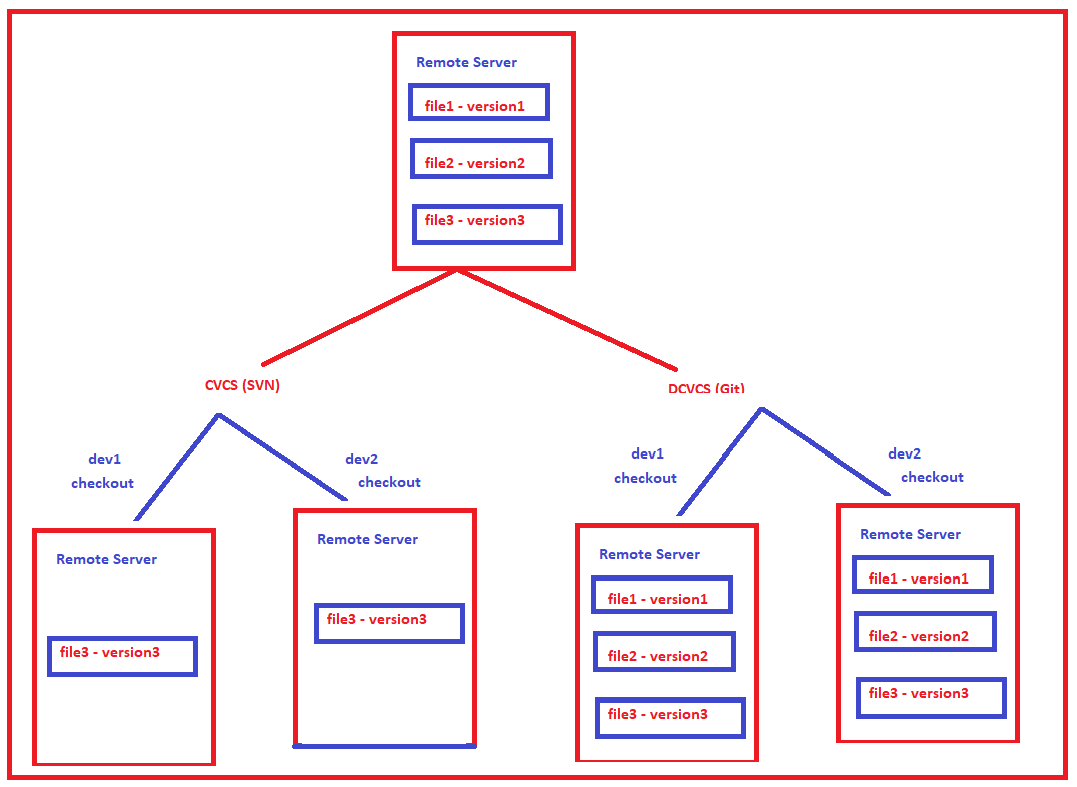 Remote Server
file1 - version1
file2 - version2
file3 - version3
CVCS (SVN)
DCVCS (Git)
dev1
checkout
dev2
checkout
dev1
checkout
dev2
checkout
Remote Server
file3 - version3
Remote Server
file3 - version3
Remote Server
file1 - version1
file2 - version2
file3 - version3
Remote Server
file1 - version1
file2 - version2
file3 - version3